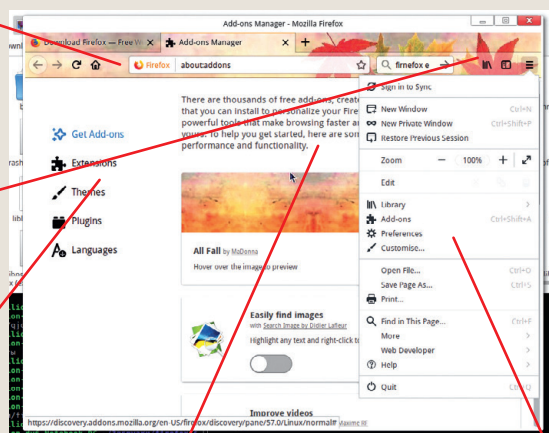 Add-ons Manager - Mozilla Firefox
Download Firefox — Free W
Add-ons Manager
Firefox
about:addons
firnefox e
Sign in to Sync
New Window Ctrl+N
New Private Window Ctrl+Shift+P
Restore Previous Session
Zoom 100%
Edit
Library
Add-ons Ctrl+Shift+A
Preferences
Customise...
Open File... Ctrl+O
Save Page As... Ctrl+S
Print...
Find in This Page... Ctrl+F
More
Web Developer
Help
Quit
Get Add-ons
Extensions
Themes
Plugins
Languages
There are thousands of free add-ons, create
that you can install to personalize your Fire
powerful tools that make browsing faster a
yours. To help you get started, here are som
performance and functionality.
All Fall by MaDonna
Hover over the image to preview
Easily find images
with Search Image by Didier Lafleur
Highlight any text and right-click to
Improve videos
https://discovery.addons.mozilla.org/en-US/firefox/discovery/pane/57.0/Linux/normal#